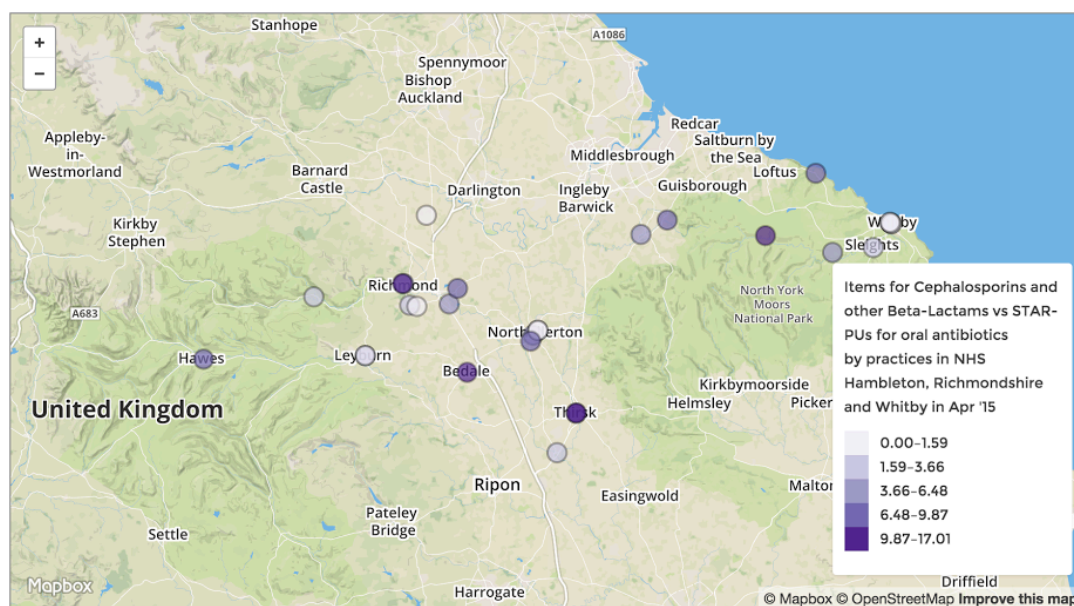 Stanhope
A1086
+
−
Spennymoor
Bishop
Auckland
Appleby-
in-
Westmorland
Redcar
Saltburn by
the Sea
Middlesbrough
Barnard
Castle
Loftus
Darlington
Ingleby
Barwick
Guisborough
Kirkby
Stephen
Whitby
Sleights
Richmond
A683
North York
Moors
National Park
Northallerton
Hawes
Leyburn
Bedale
Kirkbymoorside
Helmsley
Picker
United Kingdom
Thirsk
Ripon
Easingwold
Malton
Pateley
Bridge
Settle
Harrogate
Driffield
Items for Cephalosporins and
other Beta-Lactams vs STAR-
PUs for oral antibiotics
by practices in NHS
Hambleton, Richmondshire
and Whitby in Apr '15
0.00–1.59
1.59–3.66
3.66–6.48
6.48–9.87
9.87–17.01
Mapbox
© Mapbox © OpenStreetMap Improve this map